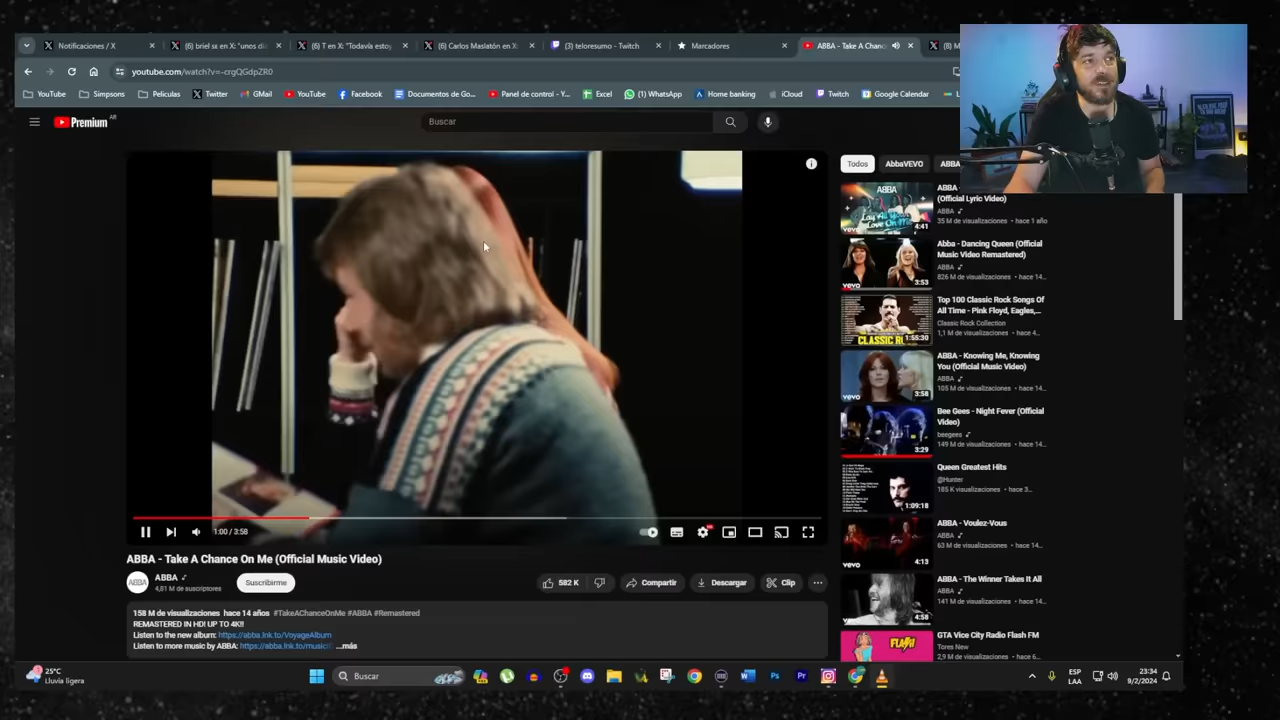 Notificaciones / X
(6) briel sx en X: "unos dí
(6) T en X: "Todavía estoy
(6) Carlos Maslatón en X:
(3) teloresumo - Twitch
Marcadores
ABBA - Take A Chanc
(8) M
youtube.com/watch?v=-crgQGdpZR0
YouTube
Simpsons
Peliculas
Twitter
GMail
YouTube
Facebook
Documentos de Go...
Panel de control - Y...
Excel
(1) WhatsApp
Home banking
iCloud
Twitch
Google Calendar
Premium AR
Buscar
Todos
AbbaVEVO
ABBA
ABBA -
(Official Lyric Video)
ABBA
35 M de visualizaciones • hace 1 año
4:41
Abba - Dancing Queen (Official
Music Video Remastered)
ABBA
826 M de visualizaciones • hace 14...
vevo
3:53
Top 100 Classic Rock Songs Of
All Time - Pink Floyd, Eagles,...
Classic Rock Collection
1,1 M de visualizaciones • hace 4...
CLASSIC R
1:55:30
ABBA - Knowing Me, Knowing
You (Official Music Video)
ABBA
105 M de visualizaciones • hace 14...
vevo
3:58
Bee Gees - Night Fever (Official
Video)
beegees
149 M de visualizaciones • hace 14...
3:29
Queen Greatest Hits
@Hunter
185 K visualizaciones • hace 3...
1:09:18
ABBA - Voulez-Vous
ABBA
63 M de visualizaciones • hace 14...
vevo
4:13
ABBA - The Winner Takes It All
ABBA
141 M de visualizaciones • hace 14...
vevo
4:58
GTA Vice City Radio Flash FM
Tores New
2,9 M de visualizaciones • hace 6...
FLASH
1:00 / 3:58
ABBA - Take A Chance On Me (Official Music Video)
ABBA
4,81 M de suscriptores
Suscribirme
582 K
Compartir
Descargar
Clip
158 M de visualizaciones hace 14 años #TakeAChanceOnMe #ABBA #Remastered
REMASTERED IN HD! UP TO 4K!!
Listen to the new album: https://abba.lnk.to/VoyageAlbum
Listen to more music by ABBA: https://abba.lnk.to/music
...más
25°C
Lluvia ligera
Buscar
ESP
LAA
23:34
9/2/2024